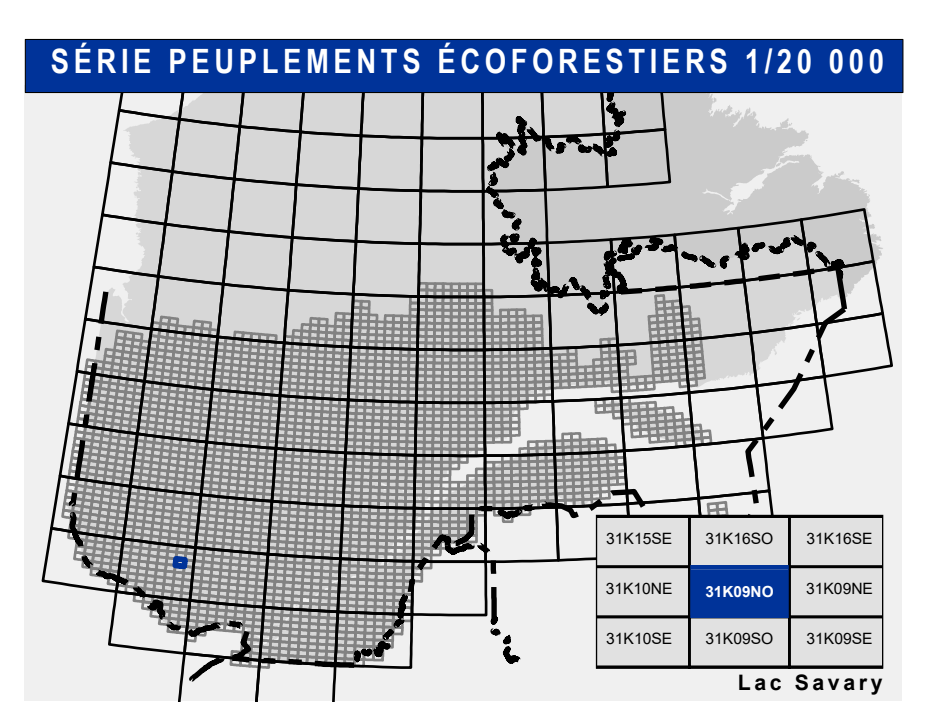 SÉRIE PEUPLEMENTS ÉCOFORESTIERS 1/20 000
31K15SE 31K16SO 31K16SE
31K10NE 31K09NO 31K09NE
31K10SE 31K09SO 31K09SE
Lac Savary